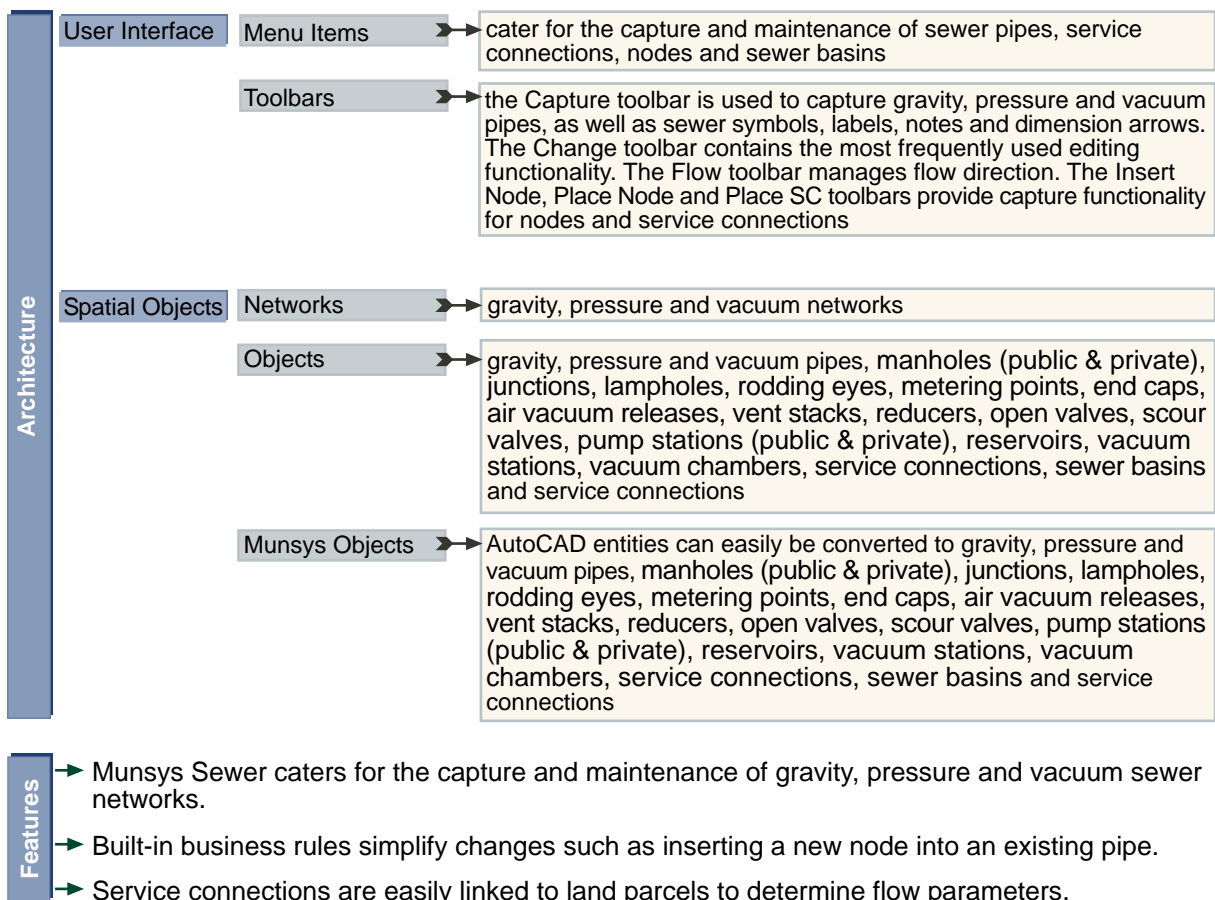 Architecture
User Interface
Menu Items
cater for the capture and maintenance of sewer pipes, service
connections, nodes and sewer basins
Toolbars
the Capture toolbar is used to capture gravity, pressure and vacuum
pipes, as well as sewer symbols, labels, notes and dimension arrows.
The Change toolbar contains the most frequently used editing
functionality. The Flow toolbar manages flow direction. The Insert
Node, Place Node and Place SC toolbars provide capture functionality
for nodes and service connections
Spatial Objects
Networks
gravity, pressure and vacuum networks
Objects
gravity, pressure and vacuum pipes, manholes (public & private),
junctions, lampholes, rodding eyes, metering points, end caps,
air vacuum releases, vent stacks, reducers, open valves, scour
valves, pump stations (public & private), reservoirs, vacuum
stations, vacuum chambers, service connections, sewer basins
and service connections
Munsys Objects
AutoCAD entities can easily be converted to gravity, pressure and
vacuum pipes, manholes (public & private), junctions, lampholes,
rodding eyes, metering points, end caps, air vacuum releases,
vent stacks, reducers, open valves, scour valves, pump stations
(public & private), reservoirs, vacuum stations, vacuum
chambers, service connections, sewer basins and service
connections
Features
Munsys Sewer caters for the capture and maintenance of gravity, pressure and vacuum sewer
networks.
Built-in business rules simplify changes such as inserting a new node into an existing pipe.
Service connections are easily linked to land parcels to determine flow parameters.